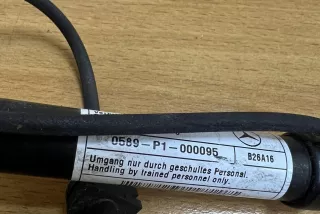 0589-P1-000095
B26A16
Umgang nur durch geschultes Personal.
Handling by trained personnel only.